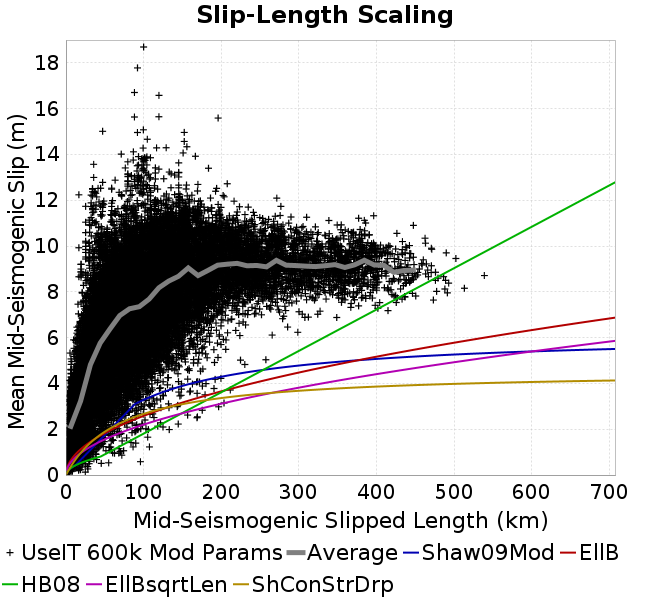 Slip-Length Scaling
Mean Mid-Seismogenic Slip (m)
18
16
14
12
10
8
6
4
2
0
0 100 200 300 400 500 600 700
Mid-Seismogenic Slipped Length (km)
UseIT 600k Mod Params Average Shaw09Mod EllB
HB08 EllBsqrtLen ShConStrDrp